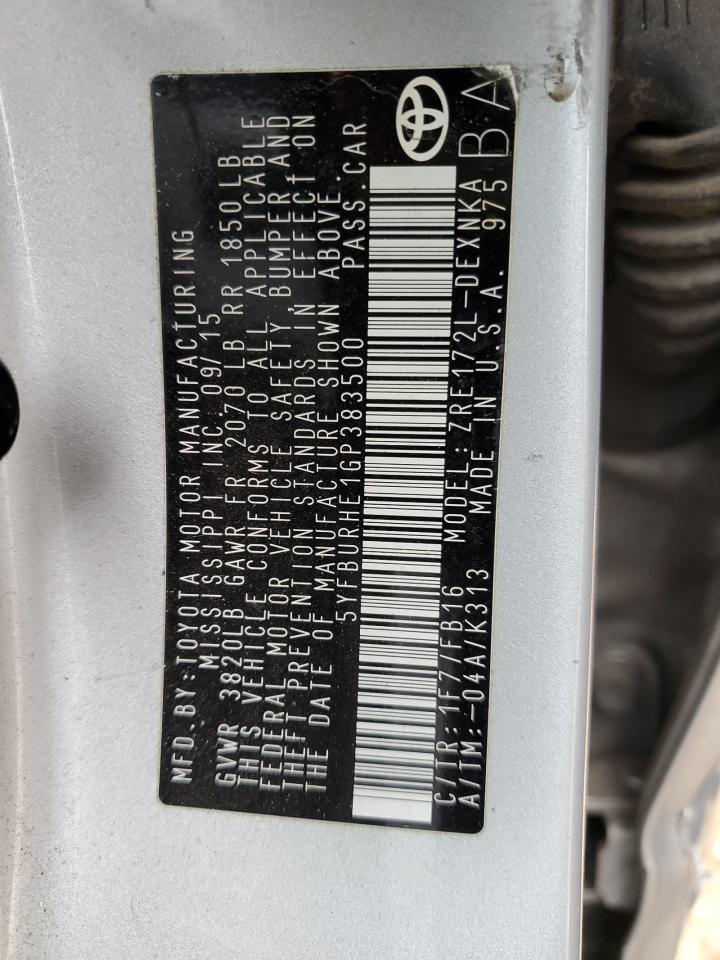 MFD.BY:TOYOTA MOTOR MANUFACTURING
MISSISSIPPI INC. 09/15
GVWR 3820LB GAWR FR 2070 LB RR 1850LB
THIS VEHICLE CONFORMS TO ALL APPLICABLE
FEDERAL MOTOR VEHICLE SAFETY, BUMPER AND
THEFT PREVENTION STANDARDS IN EFFECT ON
THE DATE OF MANUFACTURE SHOWN ABOVE.
5YFBURHE1GP383500 PASS.CAR
C/TR:1F7/FB16 MODEL:ZRE172L-DEXNKA
A/TM:-04A/K313 MADE IN U.S.A. 975
BA